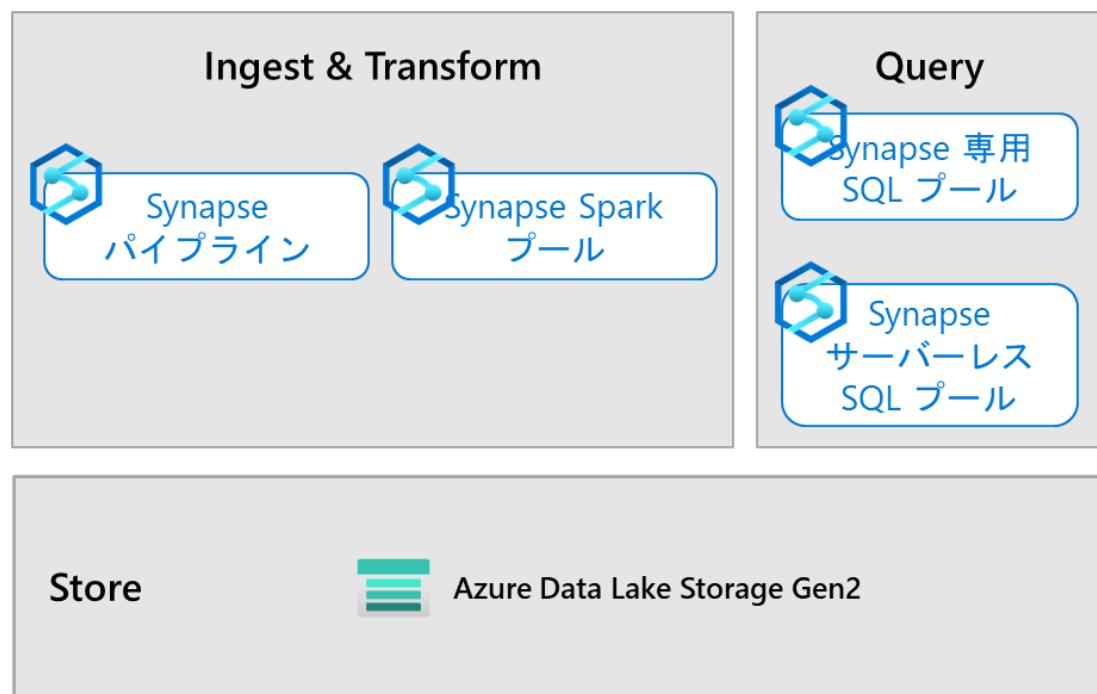 Ingest & Transform
Synapse
パイプライン
Synapse Spark
プール
Query
Synapse 専用
SQL プール
Synapse
サーバーレス
SQL プール
Store
Azure Data Lake Storage Gen2